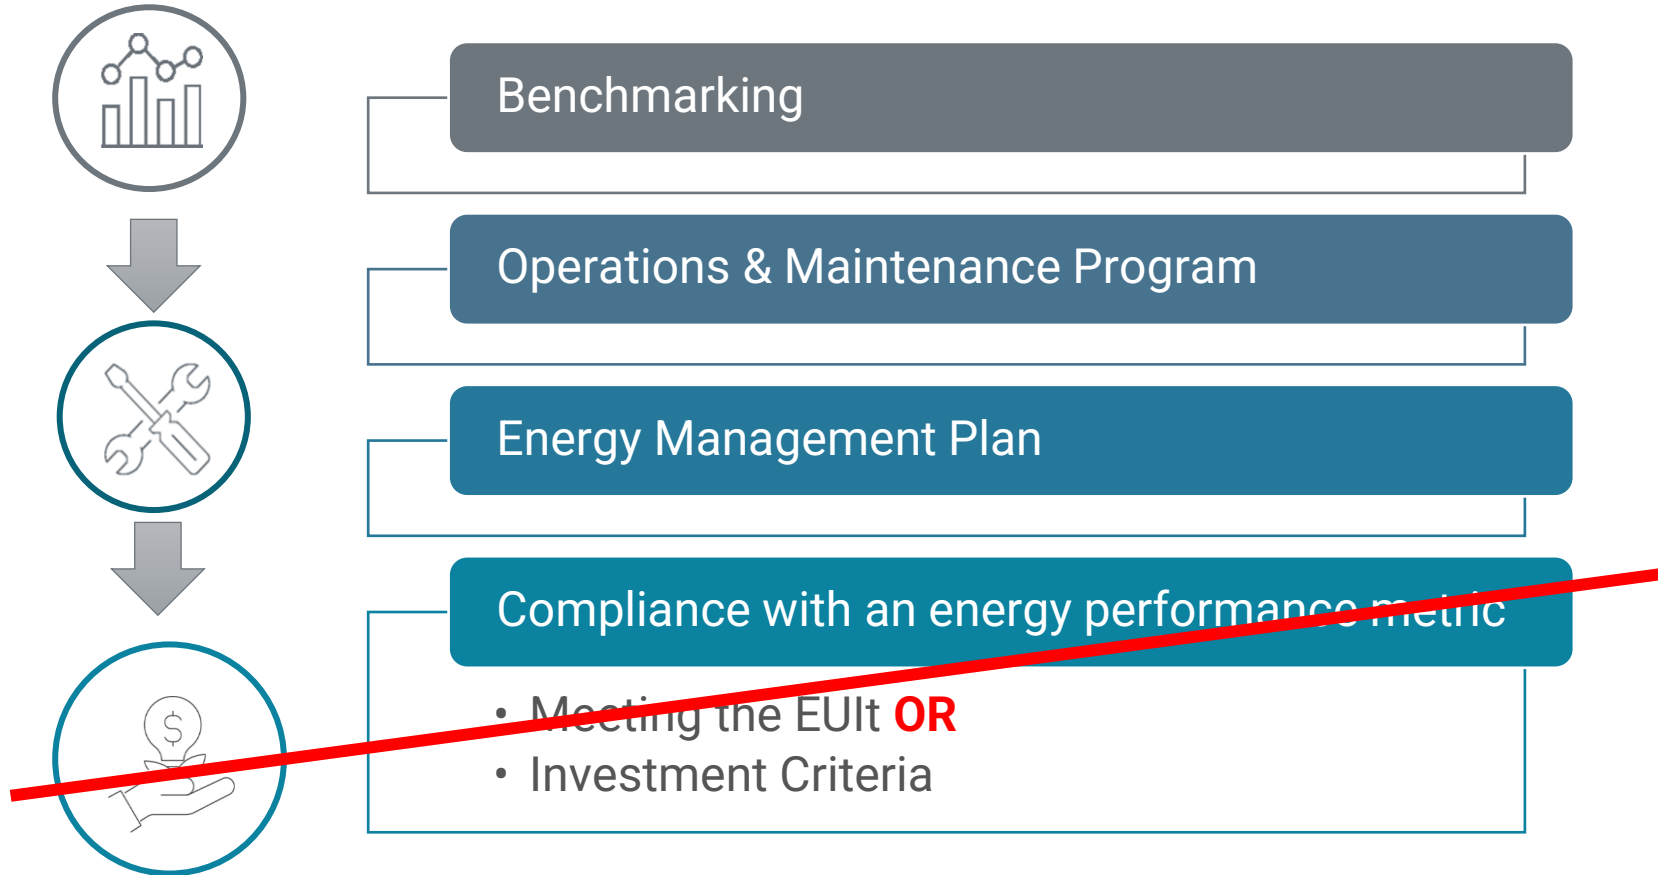 Benchmarking
Operations & Maintenance Program
Energy Management Plan
Compliance with an energy performance metric
• Meeting the EUIt OR
• Investment Criteria
$